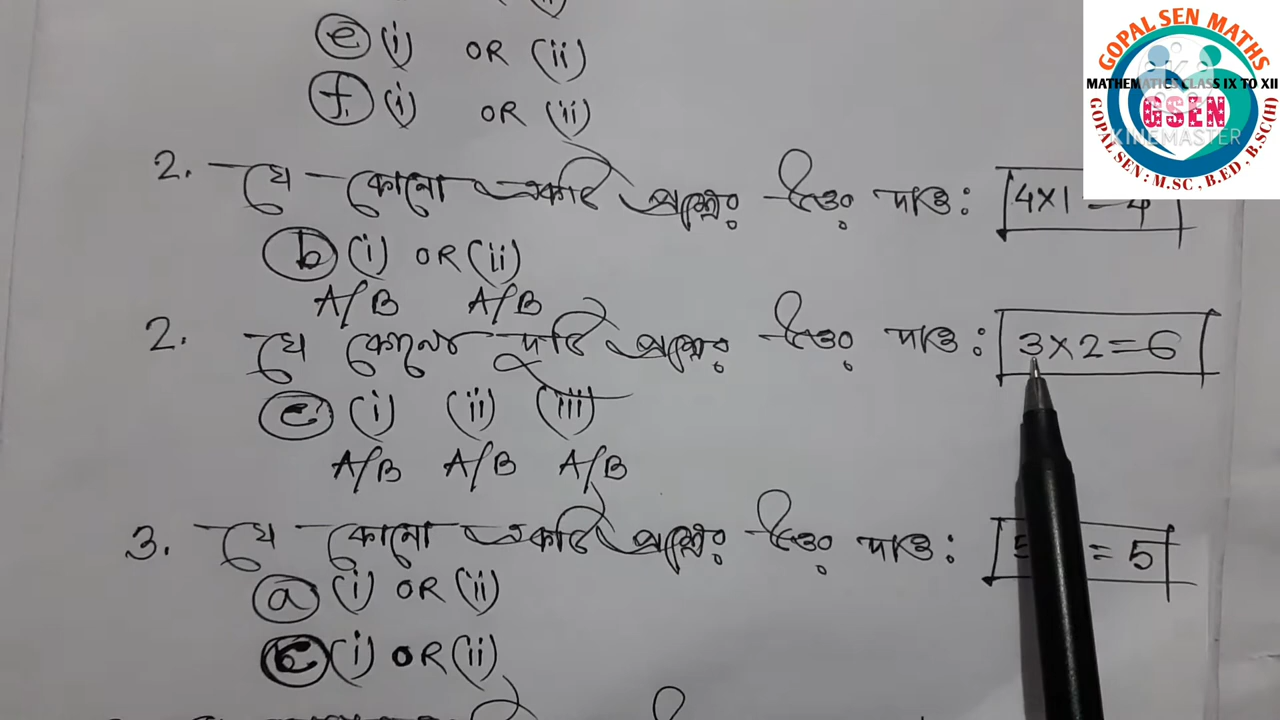 (ii)
e (i) OR (ii)
f. (i) OR (ii)
2. যে কোনো একটি প্রশ্নের উত্তর দাও: 4×1=4
b (i) OR (ii)
A/B A/B
2. যে কোনো দুটি প্রশ্নের উত্তর দাও: 3×2=6
c (i) (ii) (iii)
A/B A/B A/B
3. যে কোনো একটি প্রশ্নের উত্তর দাও: = 5
a (i) OR (ii)
(i) OR (ii)
GOPAL SEN MATHS
MATHEMATICS CLASS IX TO XII
GSEN
KINEMASTER
GOPAL SEN: M.SC, B.ED, B.SC(H)